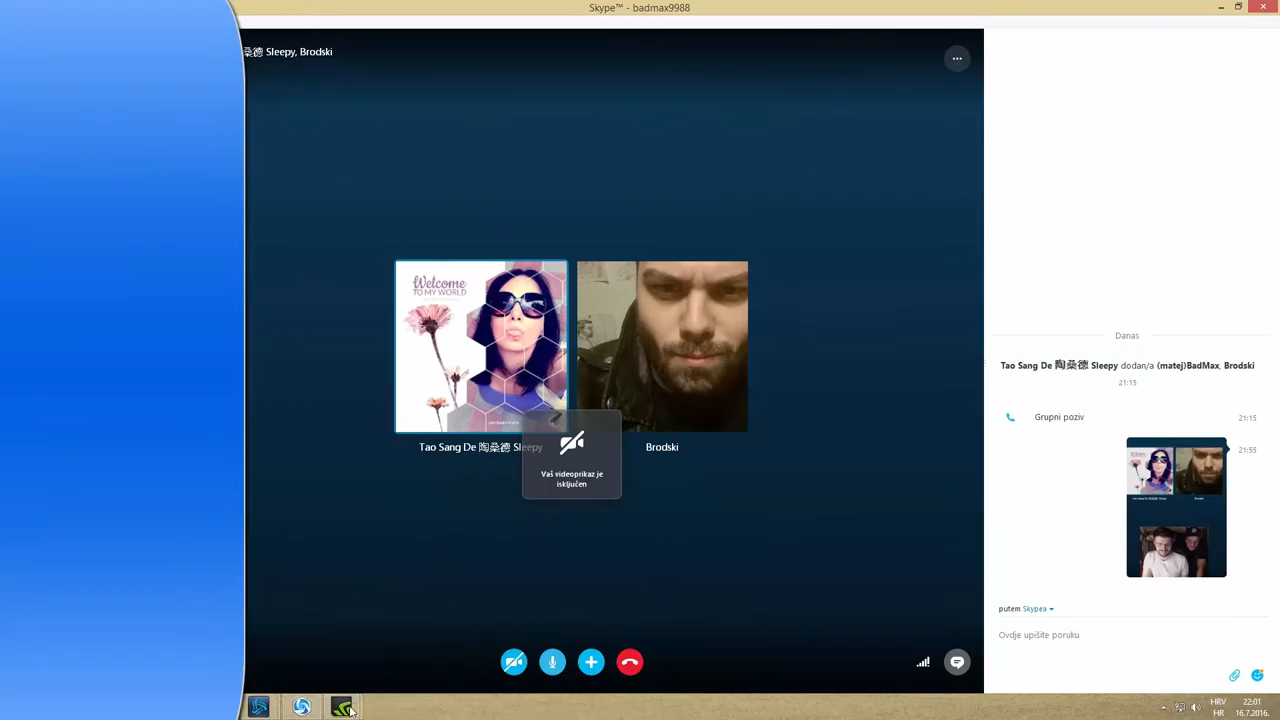 Skype™ - badmax9988
桑德 Sleepy, Brodski
Welcome
TO MY WORLD
Tao Sang De 陶桑德 Sleepy
Brodski
Vaš videoprikaz je
isključen
Danas
Tao Sang De 陶桑德 Sleepy dodan/a (matej)BadMax, Brodski
21:15
Grupni poziv
21:15
21:55
putem Skypea
Ovdje upišite poruku
HRV
HR
22:01
16.7.2016.